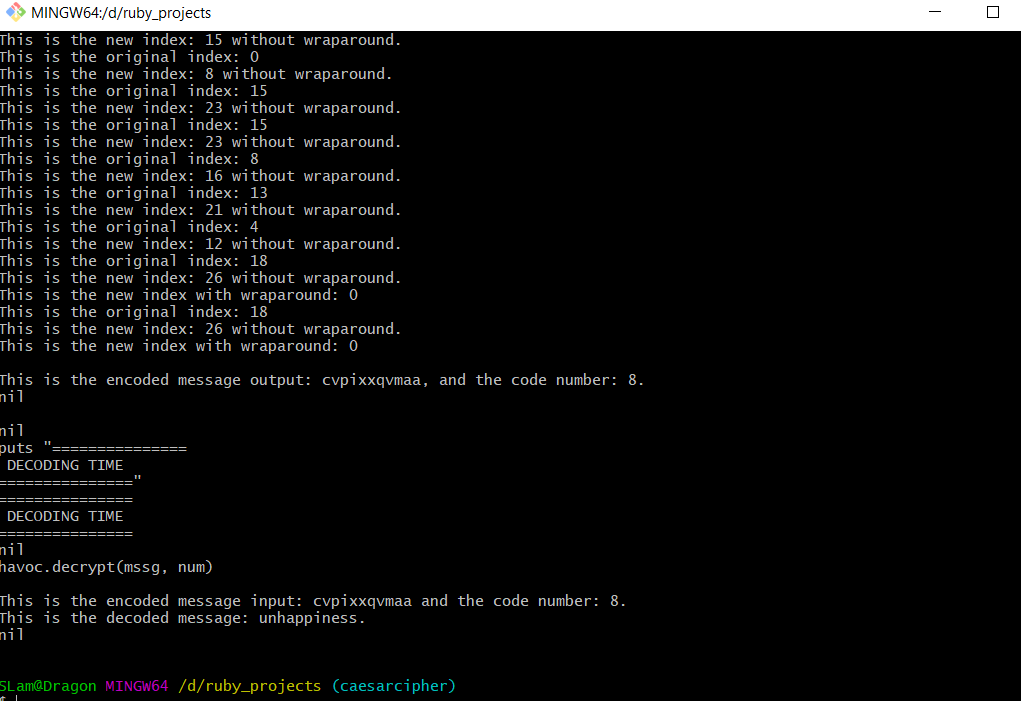 MINGW64:/d/ruby_projects
This is the new index: 15 without wraparound.
This is the original index: 0
This is the new index: 8 without wraparound.
This is the original index: 15
This is the new index: 23 without wraparound.
This is the original index: 15
This is the new index: 23 without wraparound.
This is the original index: 8
This is the new index: 16 without wraparound.
This is the original index: 13
This is the new index: 21 without wraparound.
This is the original index: 4
This is the new index: 12 without wraparound.
This is the original index: 18
This is the new index: 26 without wraparound.
This is the new index with wraparound: 0
This is the original index: 18
This is the new index: 26 without wraparound.
This is the new index with wraparound: 0
This is the encoded message output: cvpixxqvmaa, and the code number: 8.
nil
nil
puts "===============
 DECODING TIME
==============="
===============
 DECODING TIME
===============
nil
havoc.decrypt(mssg, num)
This is the encoded message input: cvpixxqvmaa and the code number: 8.
This is the decoded message: unhappiness.
nil
SLam@Dragon MINGW64 /d/ruby_projects (caesarcipher)
$